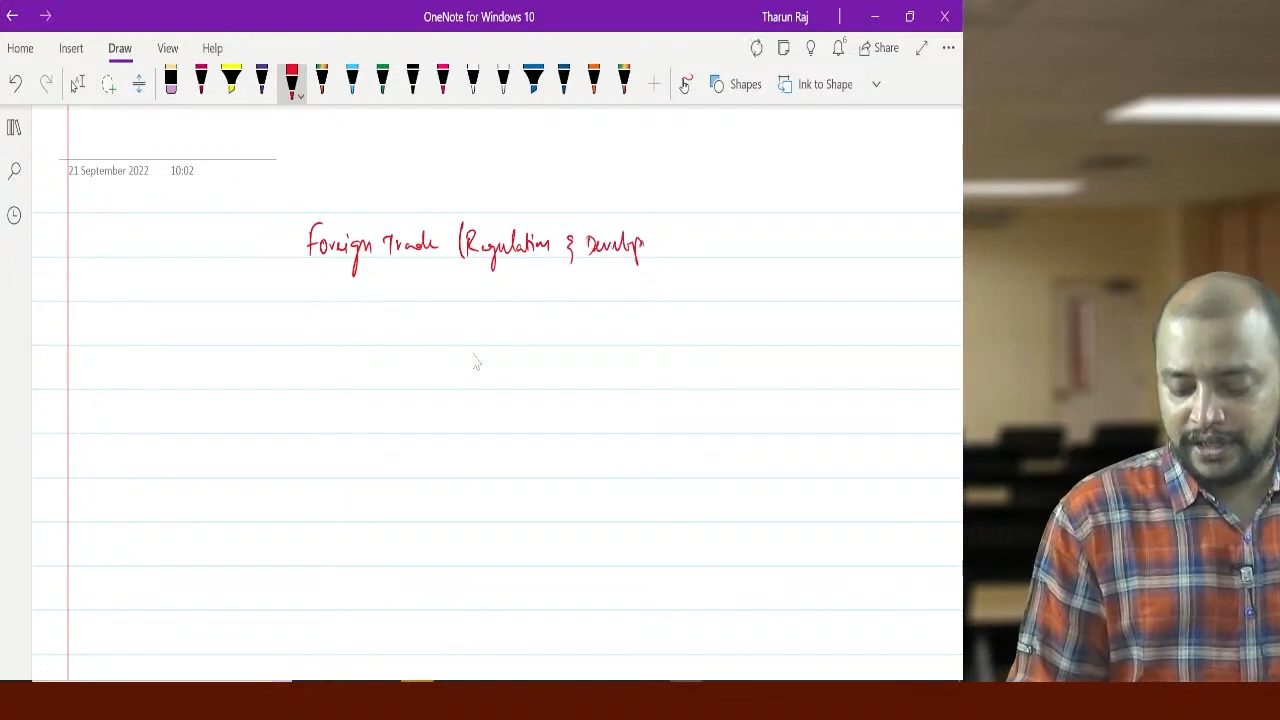 OneNote for Windows 10
Tharun Raj
Home Insert Draw View Help
6 Share
Shapes Ink to Shape
21 September 2022 10:02
Foreign Trade (Regulation & Develop